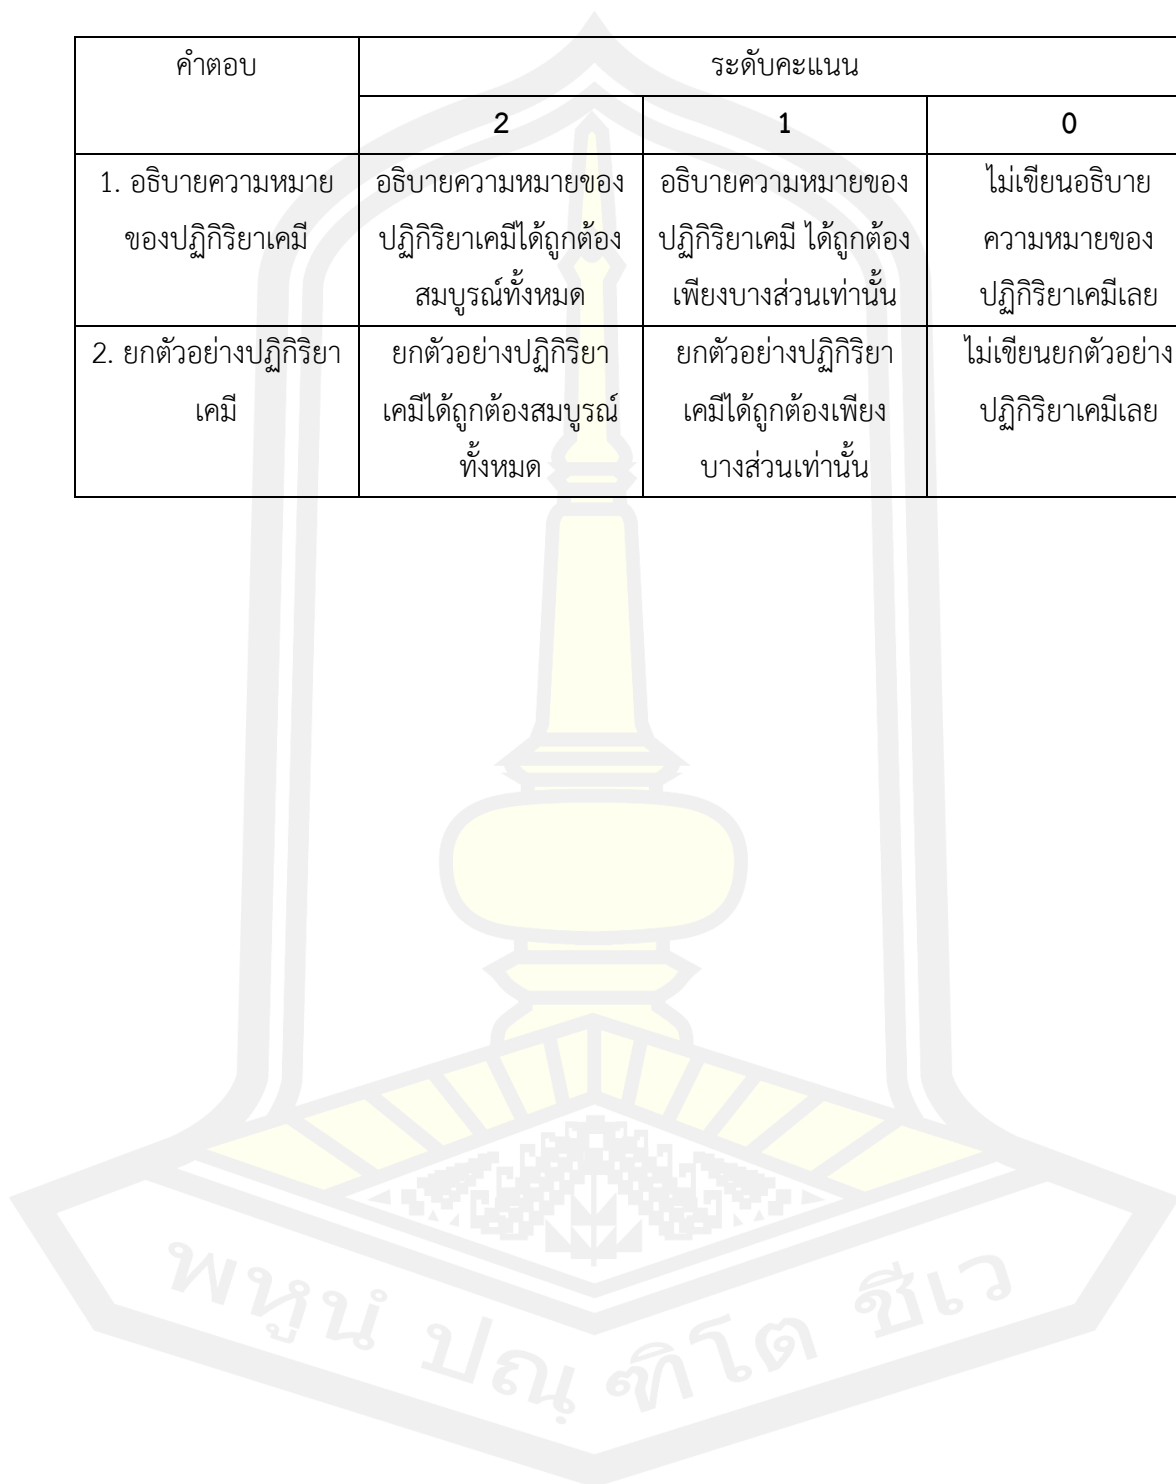 คำตอบ ระดับคะแนน
2 1 0
1. อธิบายความหมาย อธิบายความหมายของ อธิบายความหมายของ ไม่เขียนอธิบาย
ของปฏิกิริยาเคมี ปฏิกิริยาเคมีได้ถูกต้อง ปฏิกิริยาเคมี ได้ถูกต้อง ความหมายของ
สมบูรณ์ทั้งหมด เพียงบางส่วนเท่านั้น ปฏิกิริยาเคมีเลย
2. ยกตัวอย่างปฏิกิริยา ยกตัวอย่างปฏิกิริยา ยกตัวอย่างปฏิกิริยา ไม่เขียนยกตัวอย่าง
เคมี เคมีได้ถูกต้องสมบูรณ์ เคมีได้ถูกต้องเพียง ปฏิกิริยาเคมีเลย
ทั้งหมด บางส่วนเท่านั้น
พหูนํ ปณฺฑิโต ชีเว